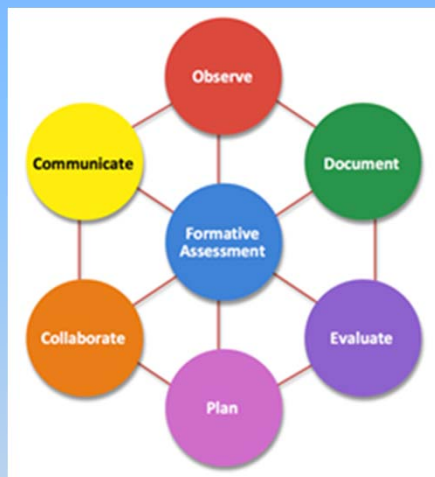 Observe
Communicate
Document
Formative
Assessment
Collaborate
Evaluate
Plan